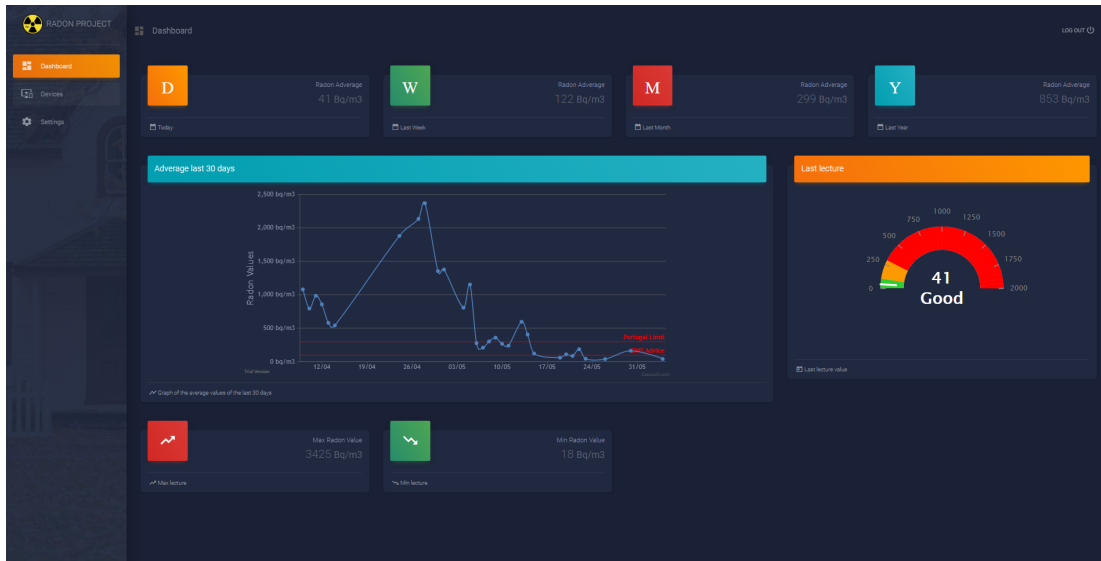 RADON PROJECT
Dashboard
LOG OUT
Dashboard
Devices
Settings
D
Radon Adverage
41 Bq/m3
Today
W
Radon Adverage
122 Bq/m3
Last Week
M
Radon Adverage
299 Bq/m3
Last Month
Y
Radon Adverage
853 Bq/m3
Last Year
Adverage last 30 days
Radon Values
2,500 bq/m3
2,000 bq/m3
1,500 bq/m3
1,000 bq/m3
500 bq/m3
0 bq/m3
Portugal Limit
Advice
12/04
19/04
26/04
03/05
10/05
17/05
24/05
31/05
Trial Version
Graph of the average values of the last 30 days
Last lecture
0
250
500
750
1000
1250
1500
1750
2000
41
Good
Last lecture value
Max Radon Value
3425 Bq/m3
Max lecture
Min Radon Value
18 Bq/m3
Min lecture